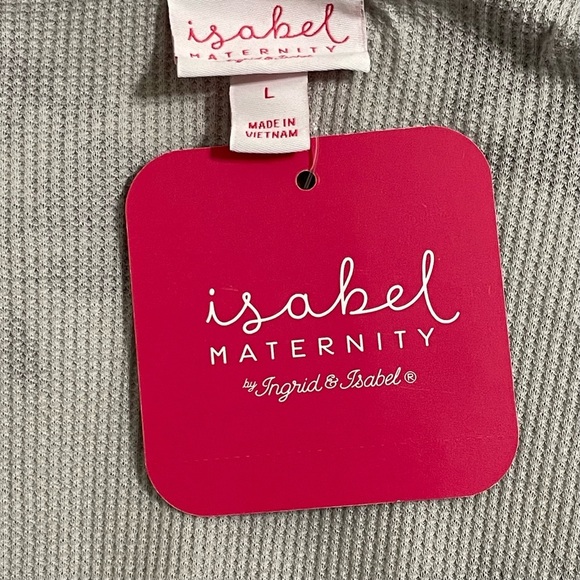 isabel
MATERNITY
L
MADE IN
VIETNAM
isabel
MATERNITY
by Ingrid & Isabel®